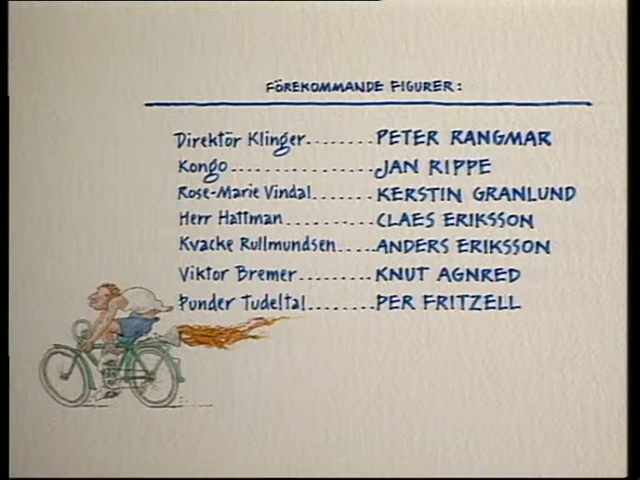 FÖREKOMMANDE FIGURER:
Direktör Klinger........PETER RANGMAR
Kongo.................JAN RIPPE
Rose-Marie Vindal.......KERSTIN GRANLUND
Herr Hattman..........CLAES ERIKSSON
Kvacke Rullmundsen.....ANDERS ERIKSSON
Viktor Bremer.........KNUT AGNRED
Punder Tudeltal........PER FRITZELL